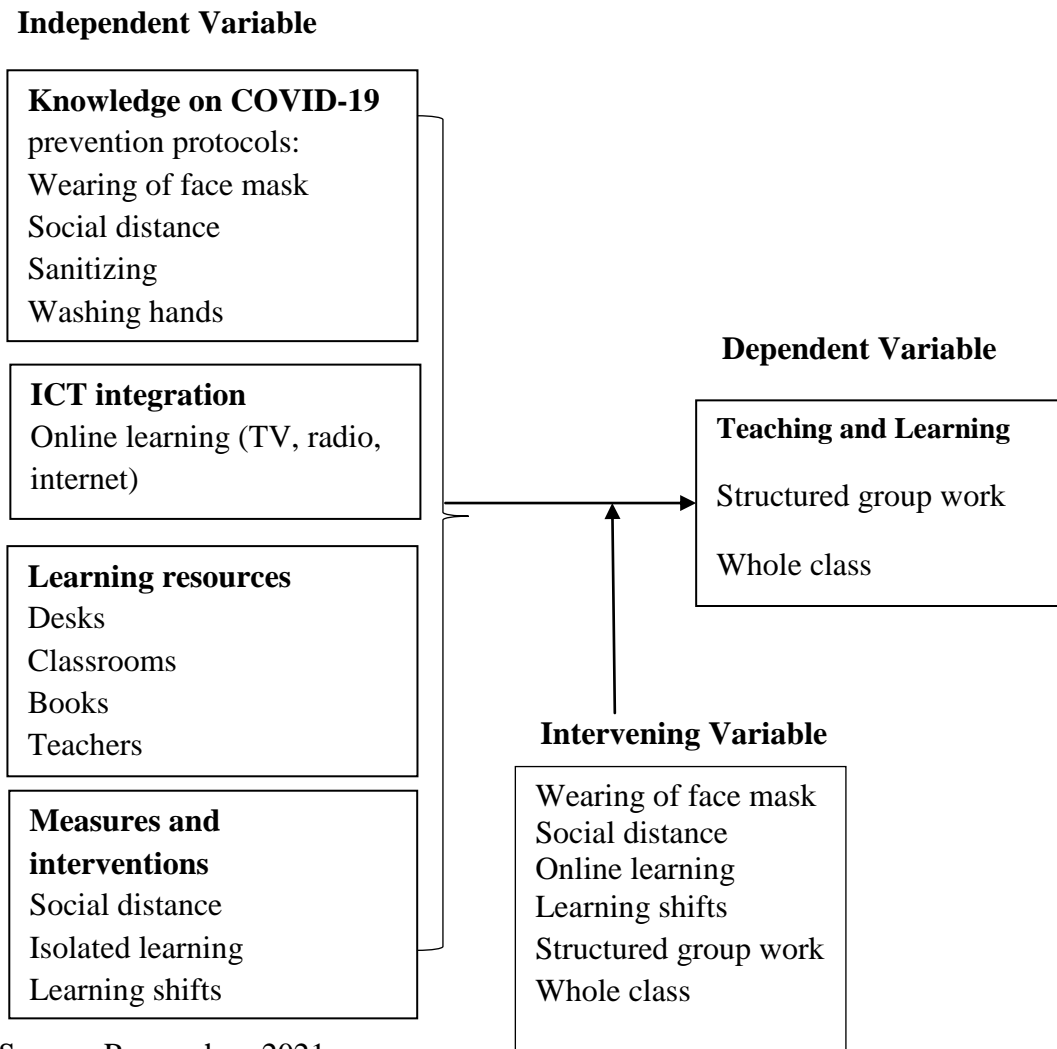 Independent Variable
Knowledge on COVID-19
prevention protocols:
Wearing of face mask
Social distance
Sanitizing
Washing hands
ICT integration
Online learning (TV, radio,
internet)
Learning resources
Desks
Classrooms
Books
Teachers
Measures and
interventions
Social distance
Isolated learning
Learning shifts
Dependent Variable
Teaching and Learning
Structured group work
Whole class
Intervening Variable
Wearing of face mask
Social distance
Online learning
Learning shifts
Structured group work
Whole class
2021